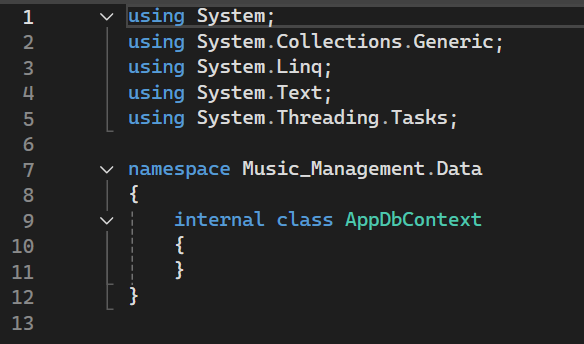 1 using System;
2 using System.Collections.Generic;
3 using System.Linq;
4 using System.Text;
5 using System.Threading.Tasks;
6
7 namespace Music_Management.Data
8 {
9     internal class AppDbContext
10     {
11     }
12 }
13